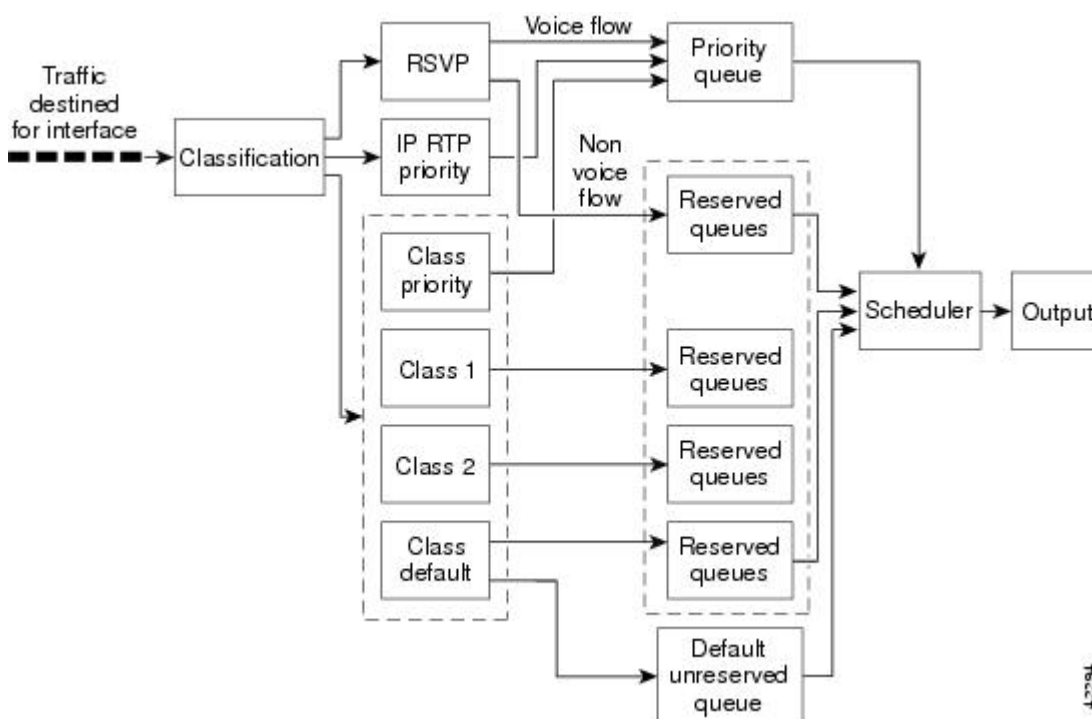 Traffic
destined
for interface
Classification
RSVP
Voice flow
Priority
queue
IP RTP
priority
Non
voice
flow
Reserved
queues
Class
priority
Scheduler
Output
Class 1
Reserved
queues
Class 2
Reserved
queues
Class
default
Reserved
queues
Default
unreserved
queue